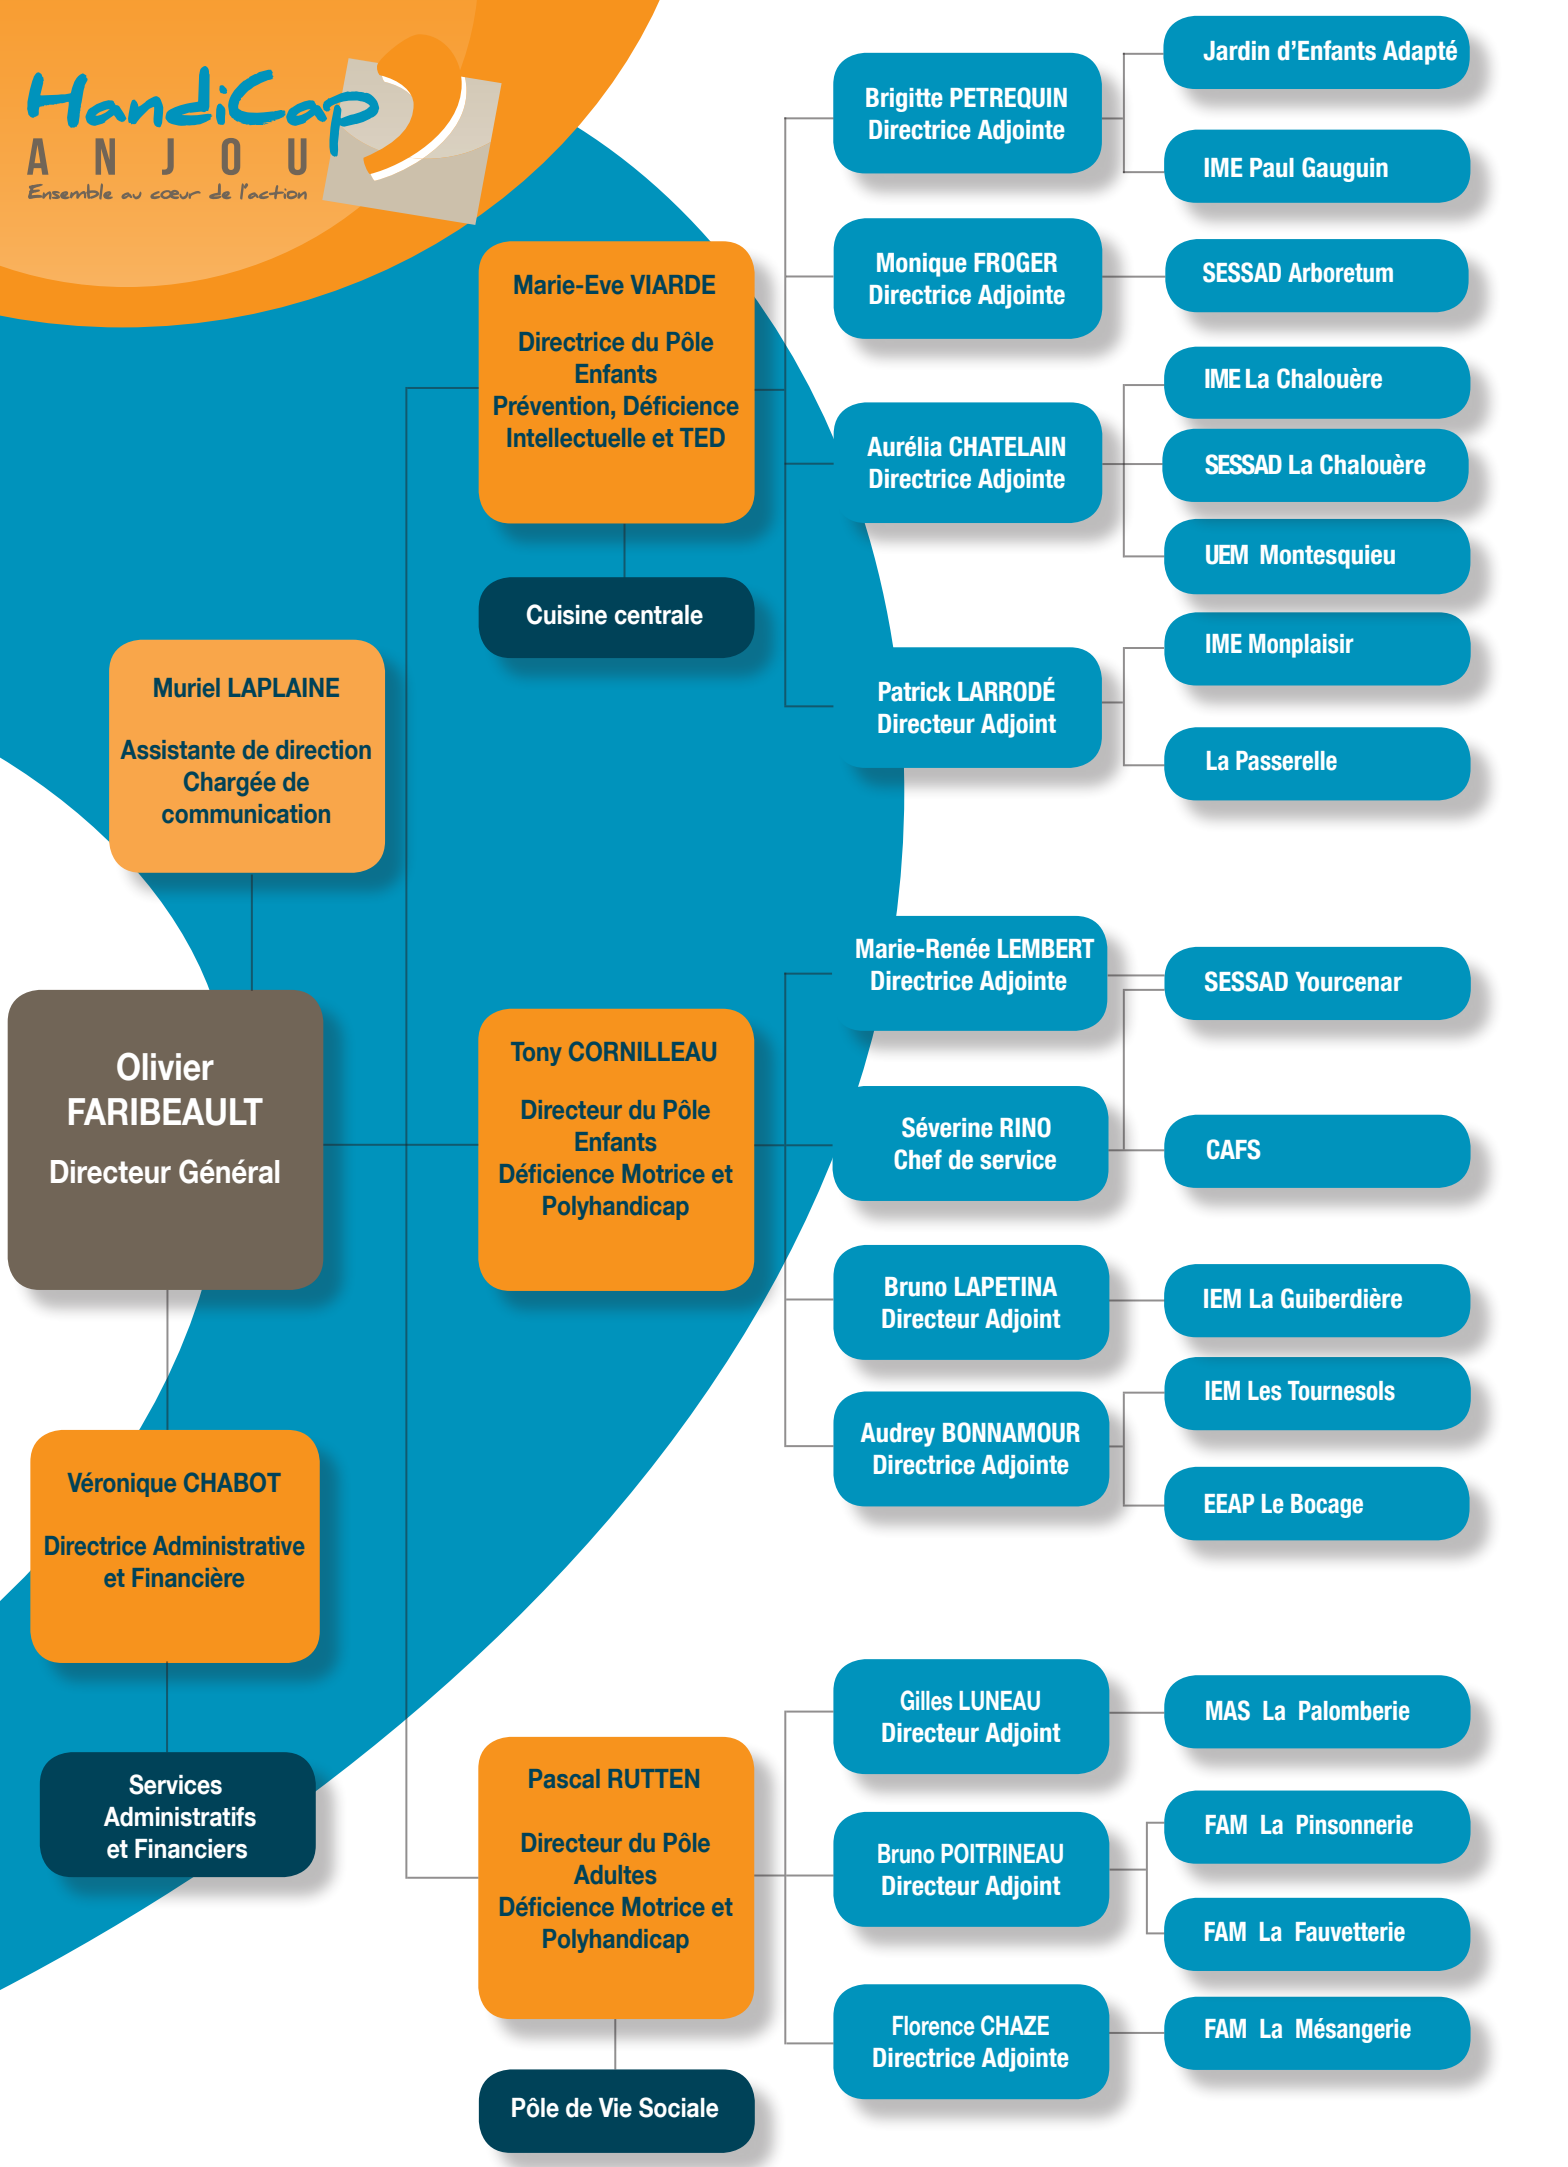 HandiCap
ANJOU
Ensemble au cœur de l'action
Olivier
FARIBEAULT
Directeur Général
Muriel LAPLAINE
Assistante de direction
Chargée de
communication
Véronique CHABOT
Directrice Administrative
et Financière
Services
Administratifs
et Financiers
Marie-Eve VIARDE
Directrice du Pôle
Enfants
Prévention, Déficience
Intellectuelle et TED
Cuisine centrale
Brigitte PETREQUIN
Directrice Adjointe
Jardin d’Enfants Adapté
IME Paul Gauguin
Monique FROGER
Directrice Adjointe
SESSAD Arboretum
Aurélia CHATELAIN
Directrice Adjointe
IME La Chalouère
SESSAD La Chalouère
UEM Montesquieu
Patrick LARRODÉ
Directeur Adjoint
IME Monplaisir
La Passerelle
Tony CORNILLEAU
Directeur du Pôle
Enfants
Déficience Motrice et
Polyhandicap
Marie-Renée LEMBERT
Directrice Adjointe
SESSAD Yourcenar
Séverine RINO
Chef de service
CAFS
Bruno LAPETINA
Directeur Adjoint
IEM La Guiberdière
Audrey BONNAMOUR
Directrice Adjointe
IEM Les Tournesols
EEAP Le Bocage
Pascal RUTTEN
Directeur du Pôle
Adultes
Déficience Motrice et
Polyhandicap
Pôle de Vie Sociale
Gilles LUNEAU
Directeur Adjoint
MAS La Palomberie
Bruno POITRINEAU
Directeur Adjoint
FAM La Pinsonnerie
FAM La Fauvetterie
Florence CHAZE
Directrice Adjointe
FAM La Mésangerie